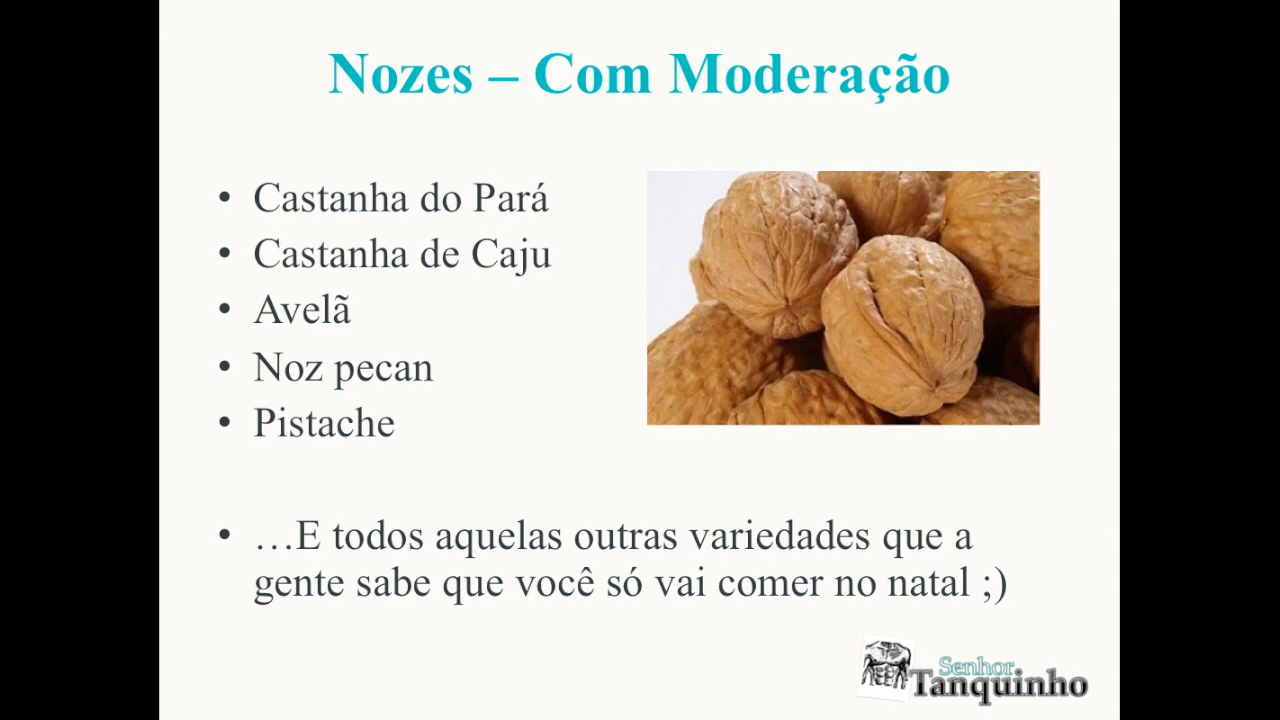 Nozes – Com Moderação
• Castanha do Pará
• Castanha de Caju
• Avelã
• Noz pecan
• Pistache
• …E todos aquelas outras variedades que a
gente sabe que você só vai comer no natal ;)
Senhor
Tanquinho